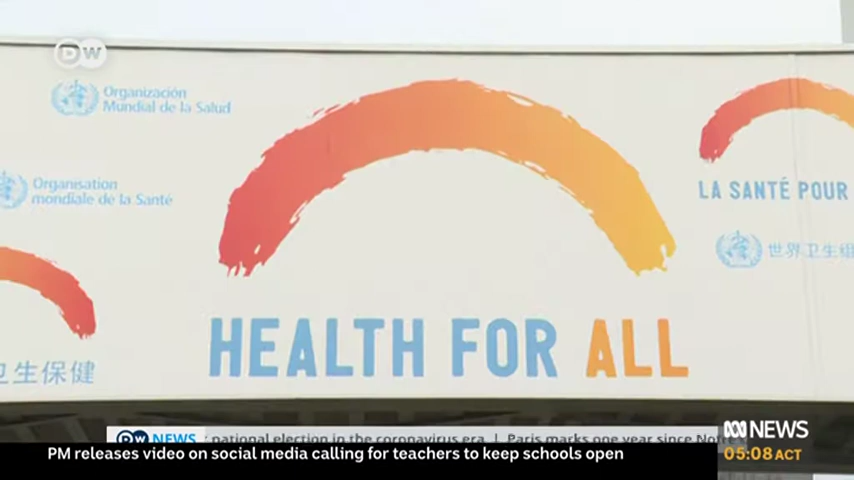 DW
Organización
Mundial de la Salud
Organisation
mondiale de la Santé
LA SANTÉ POUR
世界卫生组
HEALTH FOR ALL
卫生保健
DW NEWS national election in the coronavirus era | Paris marks one year since Notre
NEWS
05:08 ACT
PM releases video on social media calling for teachers to keep schools open